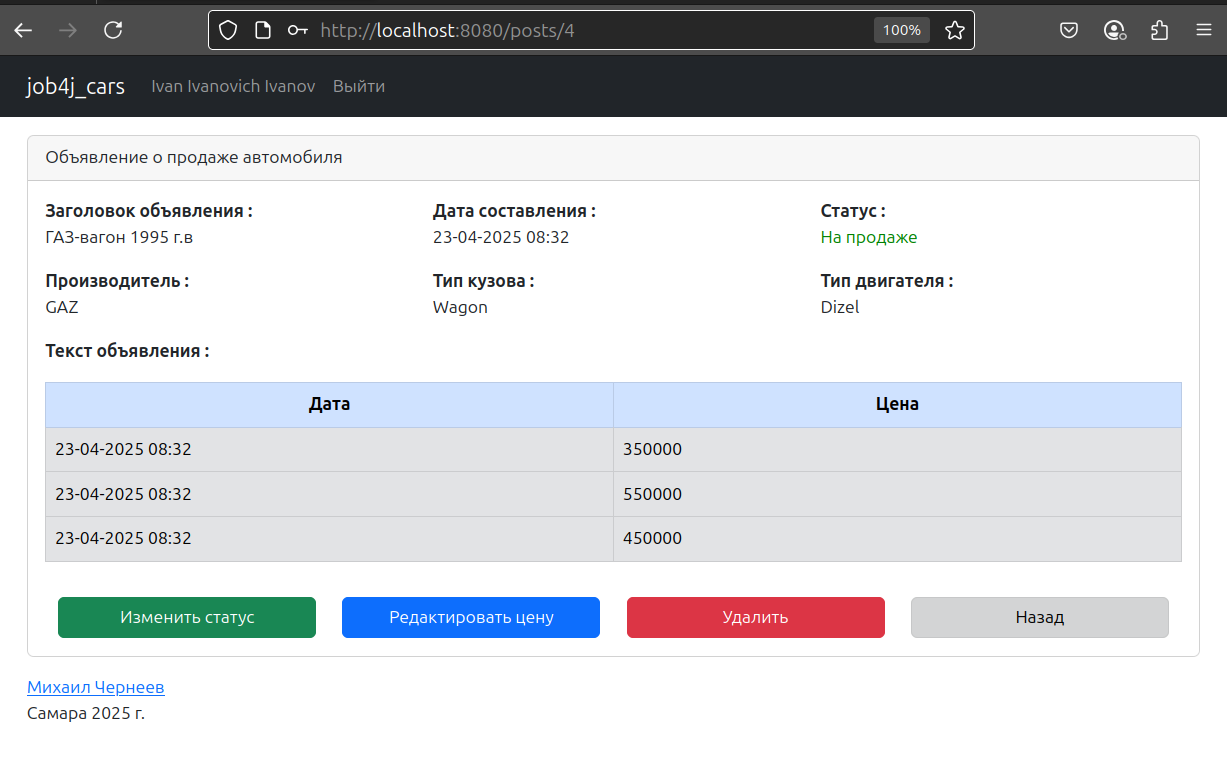 http://localhost:8080/posts/4 100%
job4j_cars Ivan Ivanovich Ivanov Выйти
Объявление о продаже автомобиля
Заголовок объявления : Дата составления : Статус :
ГАЗ-вагон 1995 г.в 23-04-2025 08:32 На продаже
Производитель : Тип кузова : Тип двигателя :
GAZ Wagon Dizel
Текст объявления :
Дата Цена
23-04-2025 08:32 350000
23-04-2025 08:32 550000
23-04-2025 08:32 450000
Изменить статус Редактировать цену Удалить Назад
Михаил Чернеев
Самара 2025 г.